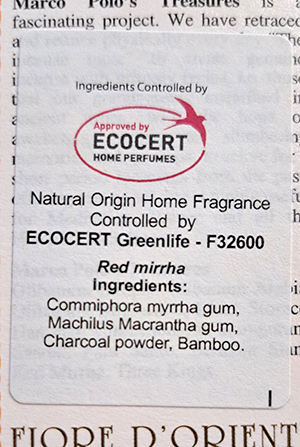 Marco Polo's Treasures is a
fascinating project. We have retraced
Ingredients Controlled by
Approved by
ECOCERT
HOME PERFUMES
Natural Origin Home Fragrance
Controlled by
ECOCERT Greenlife - F32600
Red mirrha
Ingredients:
Commiphora myrrha gum,
Machilus Macrantha gum,
Charcoal powder, Bamboo.
FIORE D'ORIENT